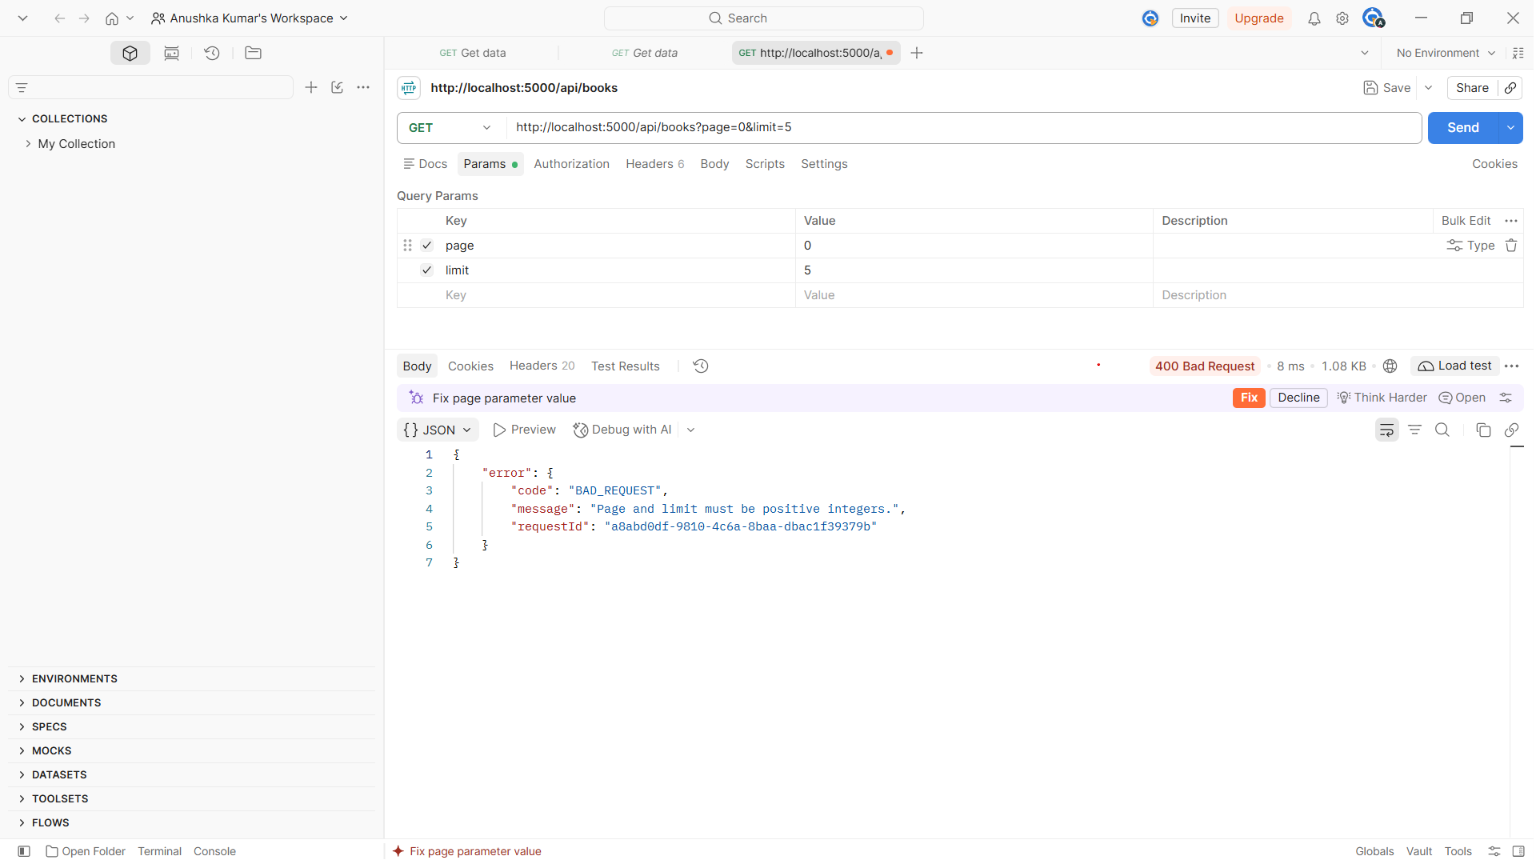 Anushka Kumar's Workspace
Search
Invite
Upgrade
GET Get data
GET Get data
GET http://localhost:5000/a
No Environment
COLLECTIONS
My Collection
HTTP
http://localhost:5000/api/books
Save
Share
GET
http://localhost:5000/api/books?page=0&limit=5
Send
Docs
Params
Authorization
Headers 6
Body
Scripts
Settings
Cookies
Query Params
Key Value Description Bulk Edit
page 0 Type
limit 5
Key Value Description
Body
Cookies
Headers 20
Test Results
400 Bad Request
8 ms
1.08 KB
Load test
Fix page parameter value
Fix
Decline
Think Harder
Open
{} JSON
Preview
Debug with AI
1 {
2 "error": {
3 "code": "BAD_REQUEST",
4 "message": "Page and limit must be positive integers.",
5 "requestId": "a8abd0df-9810-4c6a-8baa-dbac1f39379b"
6 }
7 }
ENVIRONMENTS
DOCUMENTS
SPECS
MOCKS
DATASETS
TOOLSETS
FLOWS
Open Folder
Terminal
Console
Fix page parameter value
Globals
Vault
Tools